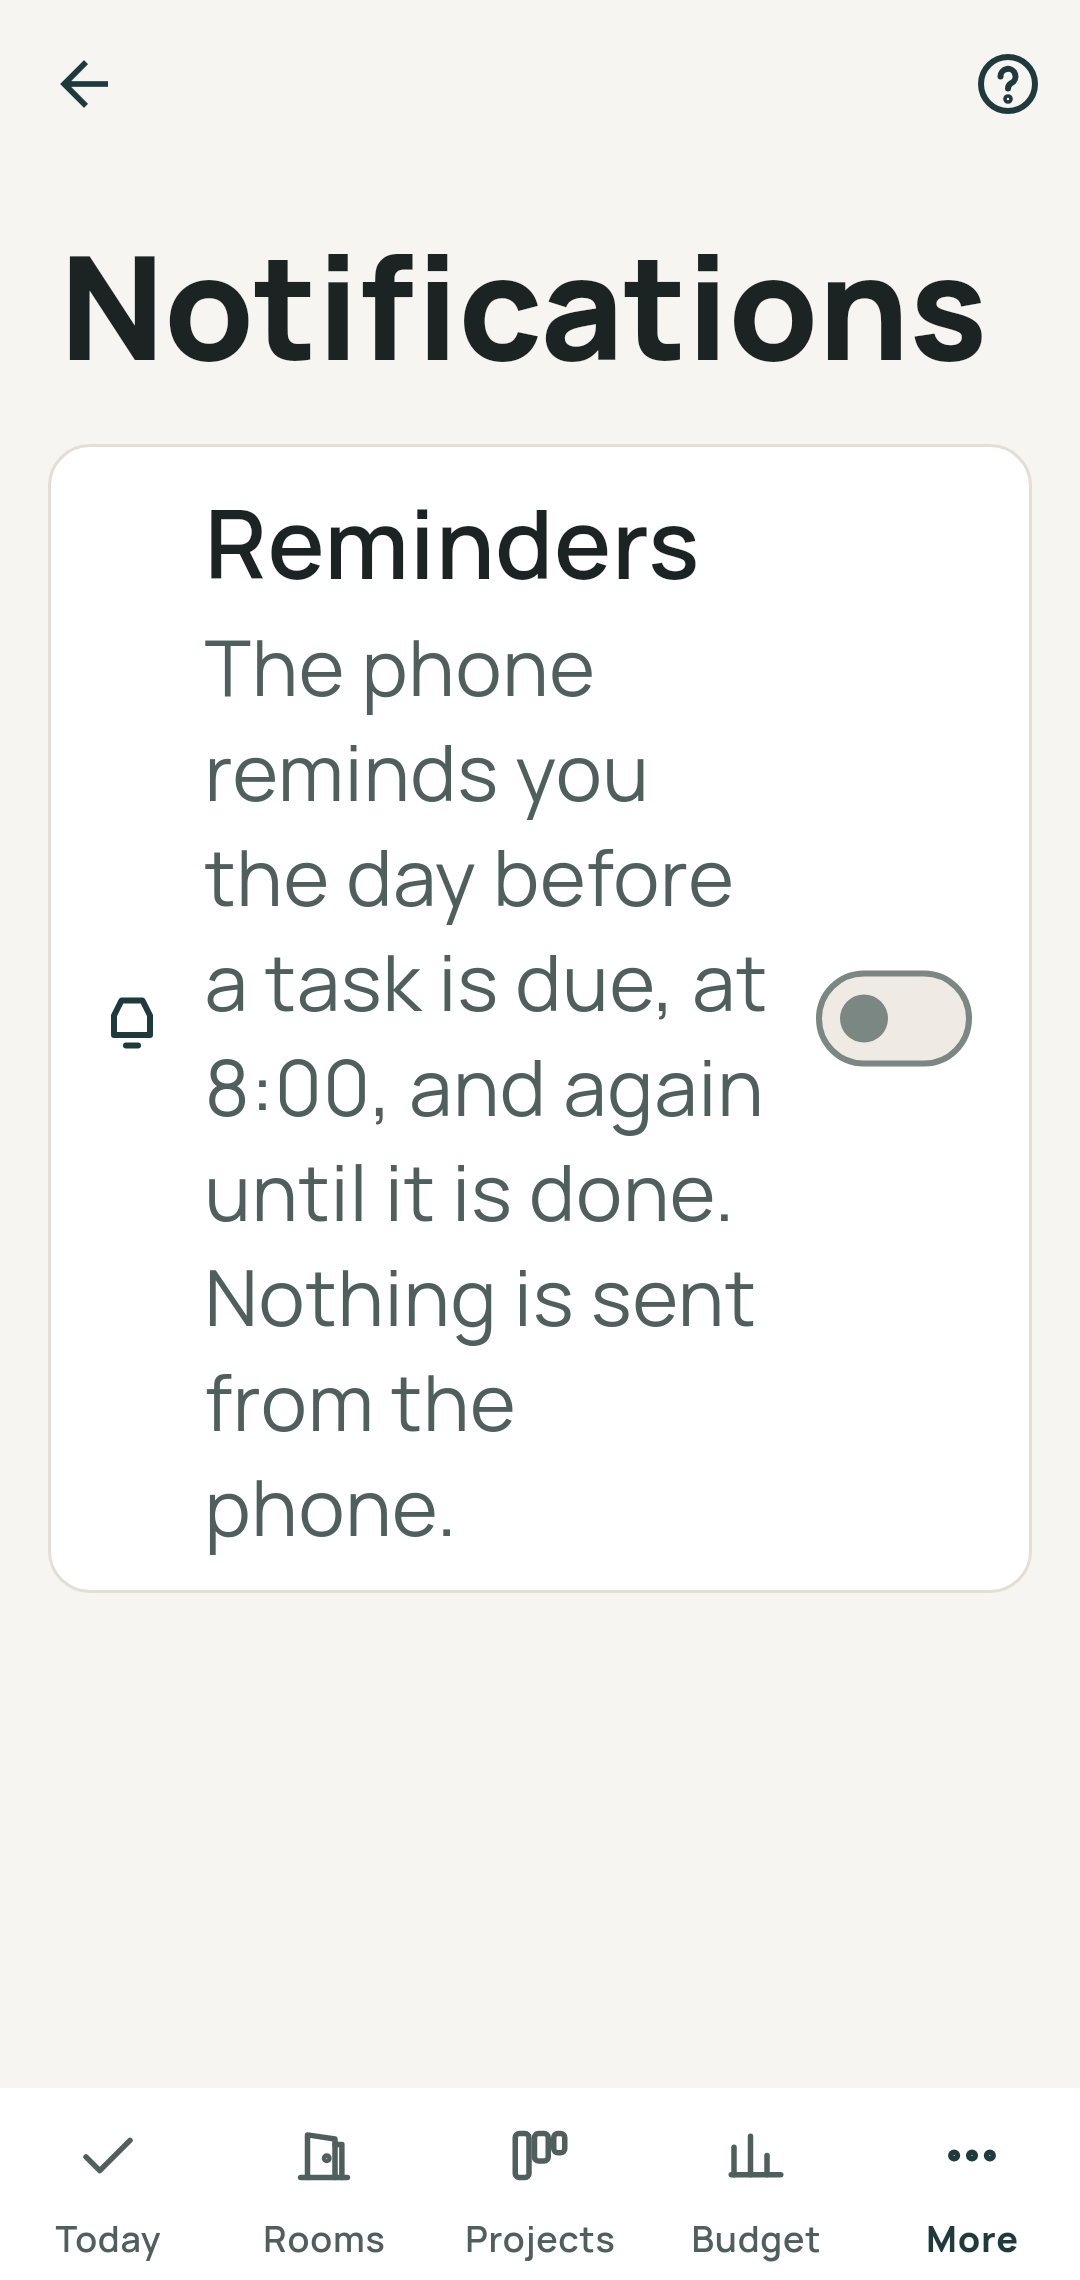 Notifications
Reminders
The phone
reminds you
the day before
a task is due, at
8:00, and again
until it is done.
Nothing is sent
from the
phone.
Today
Rooms
Projects
Budget
More